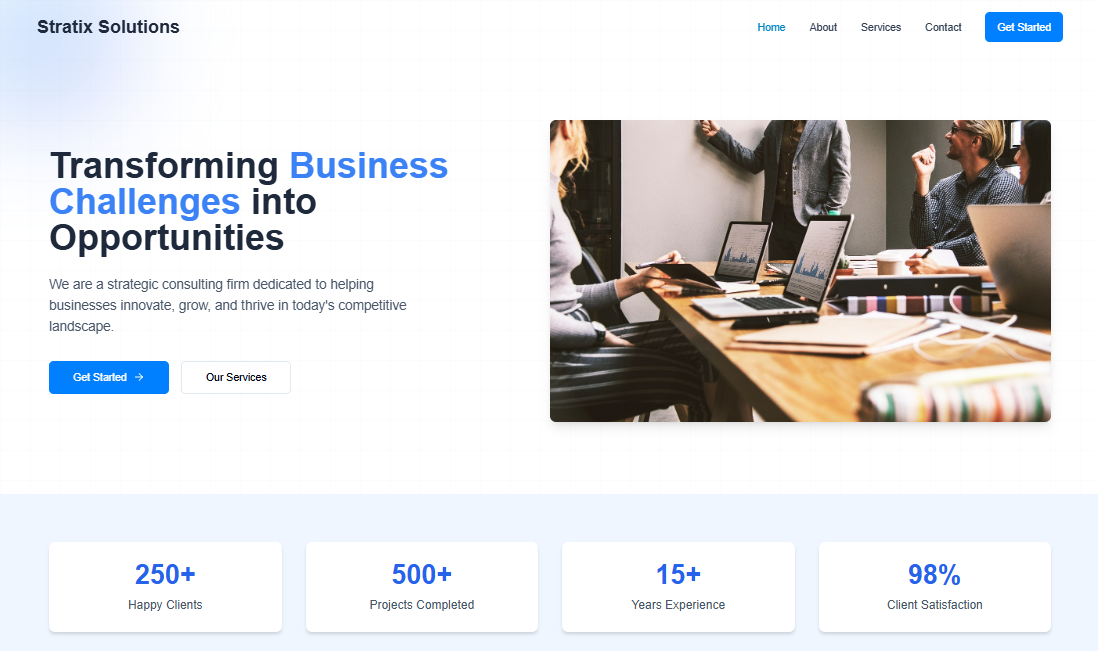 Stratix Solutions
Home
About
Services
Contact
Get Started
Transforming Business
Challenges into
Opportunities
We are a strategic consulting firm dedicated to helping
businesses innovate, grow, and thrive in today's competitive
landscape.
Get Started →
Our Services
250+
Happy Clients
500+
Projects Completed
15+
Years Experience
98%
Client Satisfaction